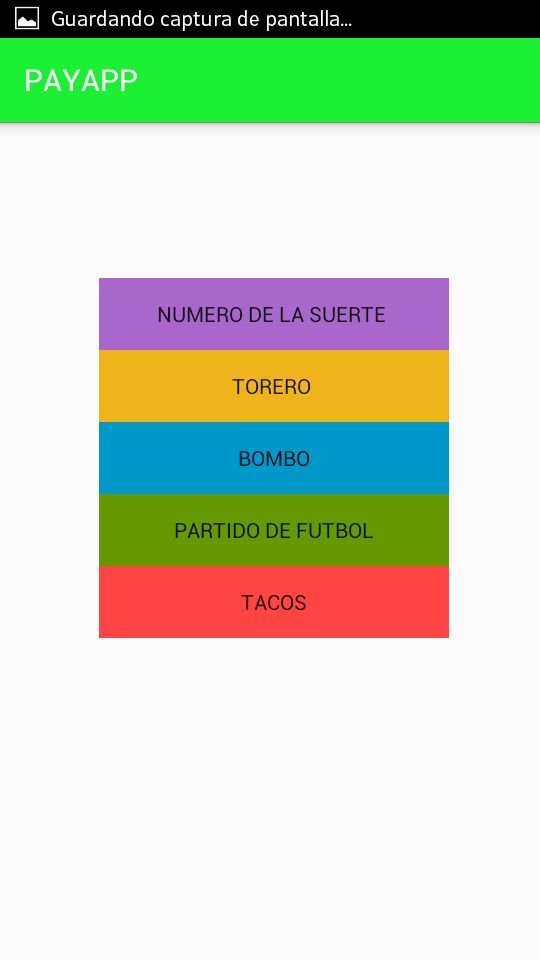 Guardando captura de pantalla...
PAYAPP
NUMERO DE LA SUERTE
TORERO
BOMBO
PARTIDO DE FUTBOL
TACOS